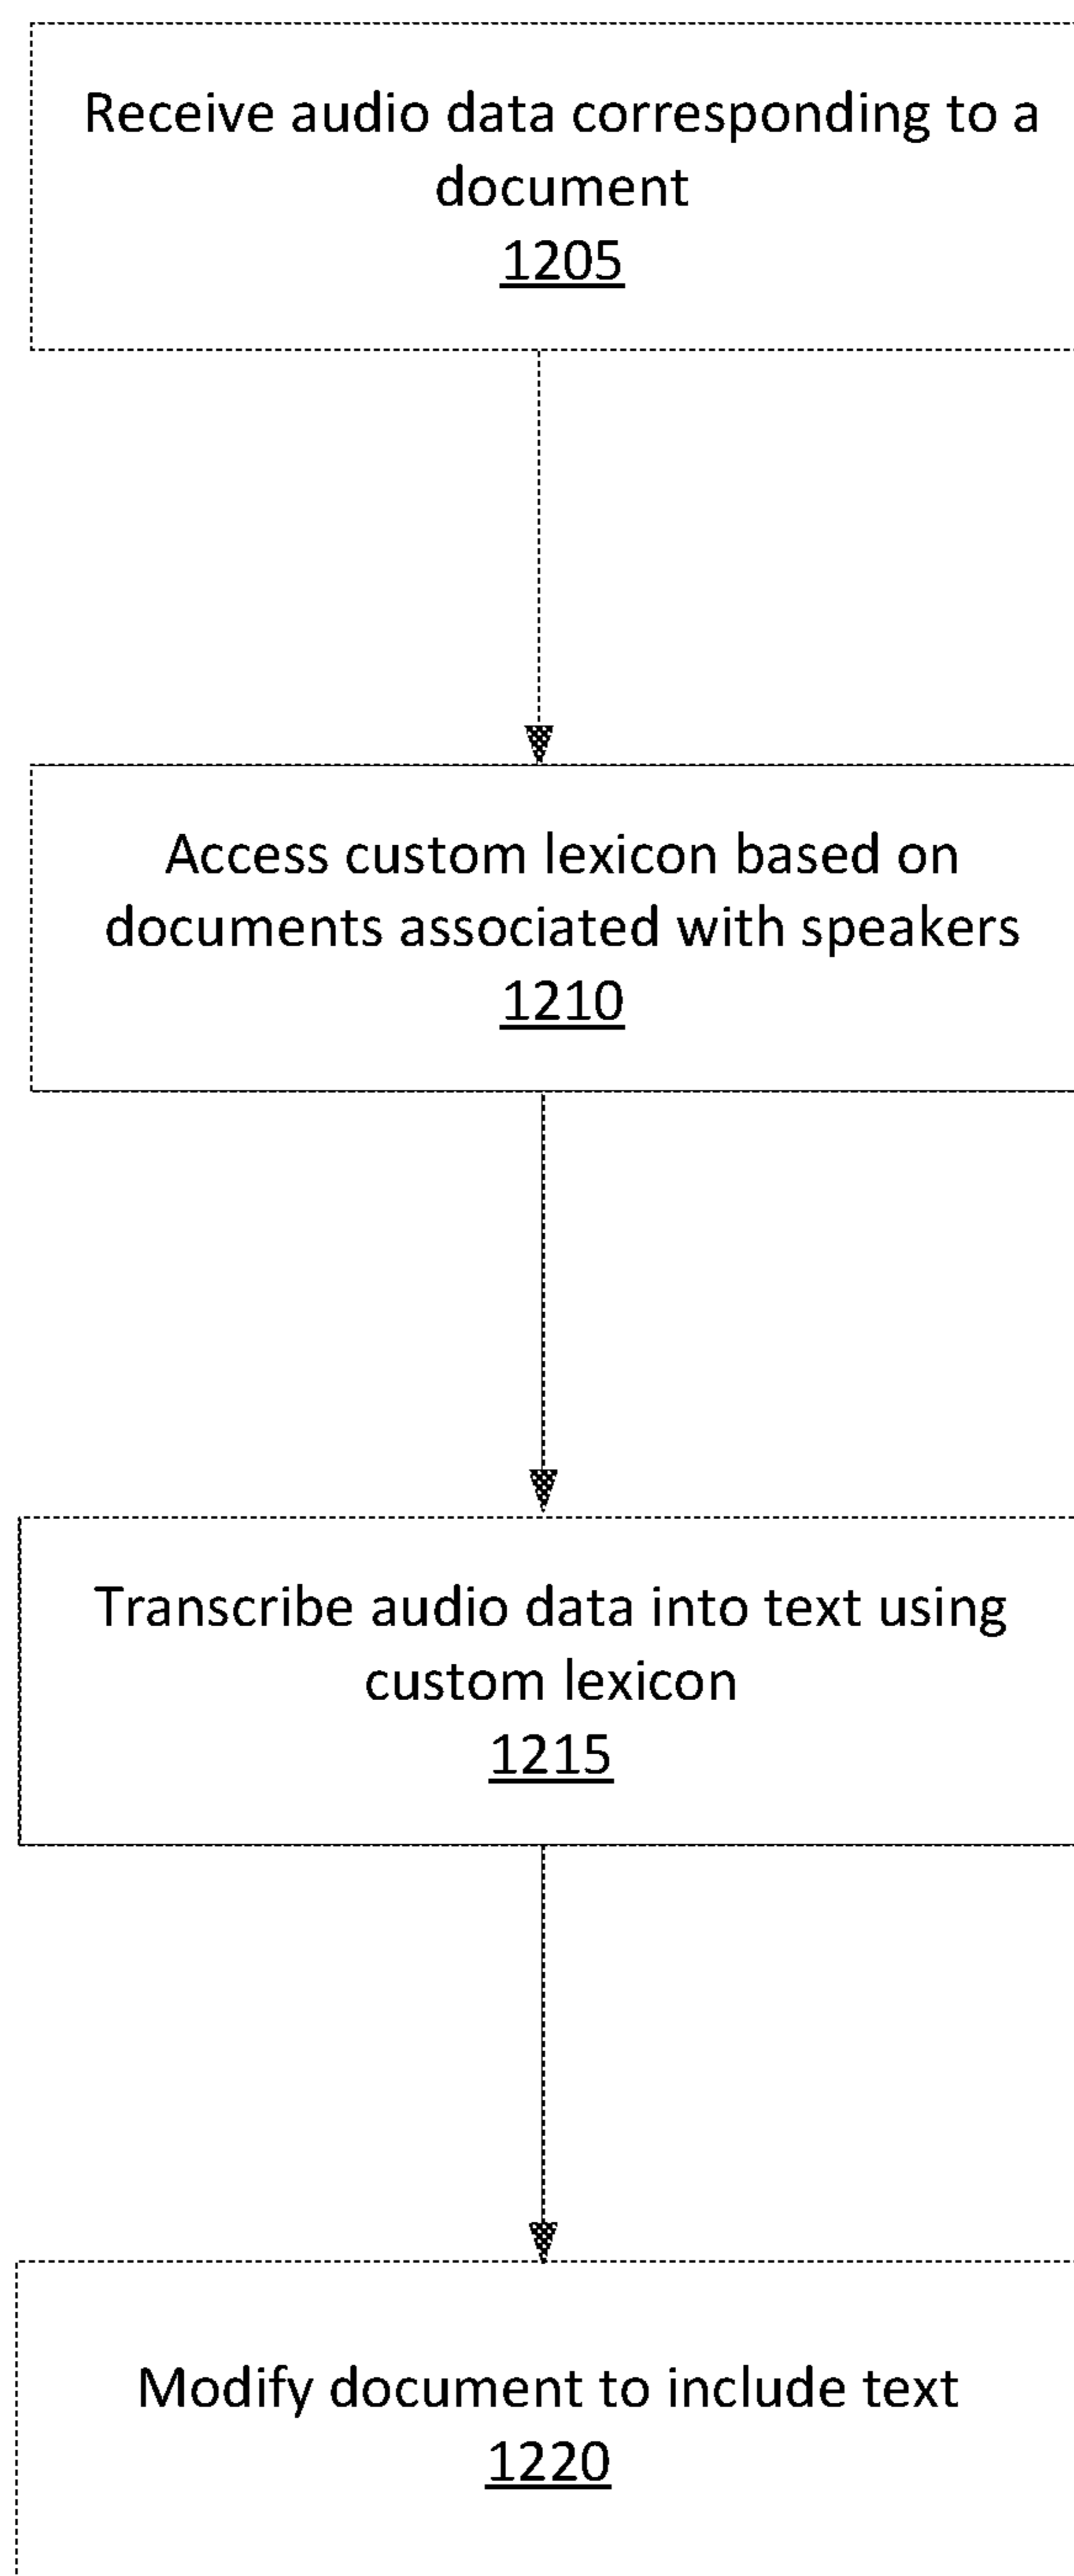 Receive audio data corresponding to a
document
1205
Access custom lexicon based on
documents associated with speakers
1210
Transcribe audio data into text using
custom lexicon
1215
Modify document to include text
1220